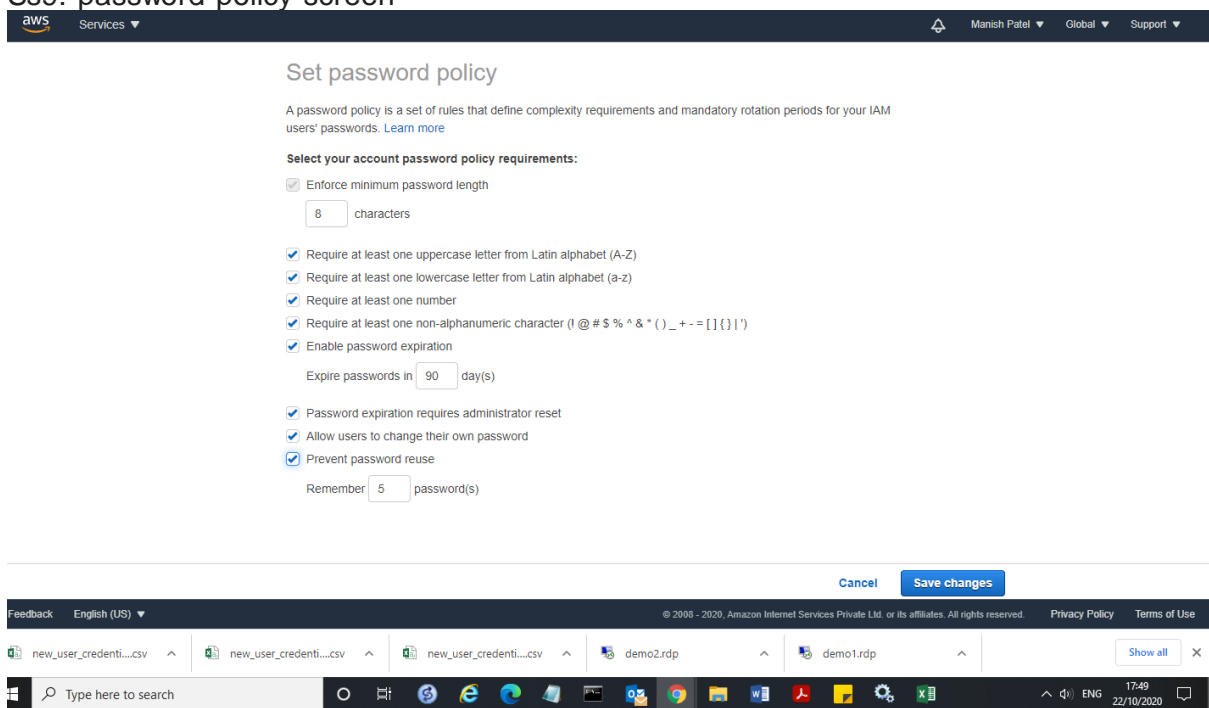 Ss9: password policy screen
aws Services ▼ Manish Patel ▼ Global ▼ Support ▼
Set password policy
A password policy is a set of rules that define complexity requirements and mandatory rotation periods for your IAM
users' passwords. Learn more
Select your account password policy requirements:
Enforce minimum password length
8 characters
Require at least one uppercase letter from Latin alphabet (A-Z)
Require at least one lowercase letter from Latin alphabet (a-z)
Require at least one number
Require at least one non-alphanumeric character (! @ # $ % ^ & * ( ) _ + - = [ ] { } | ')
Enable password expiration
Expire passwords in 90 day(s)
Password expiration requires administrator reset
Allow users to change their own password
Prevent password reuse
Remember 5 password(s)
Cancel Save changes
Feedback English (US) ▼ © 2008 - 2020, Amazon Internet Services Private Ltd. or its affiliates. All rights reserved. Privacy Policy Terms of Use
new_user_credenti....csv new_user_credenti....csv new_user_credenti....csv demo2.rdp demo1.rdp Show all
Type here to search ENG 17:49
22/10/2020